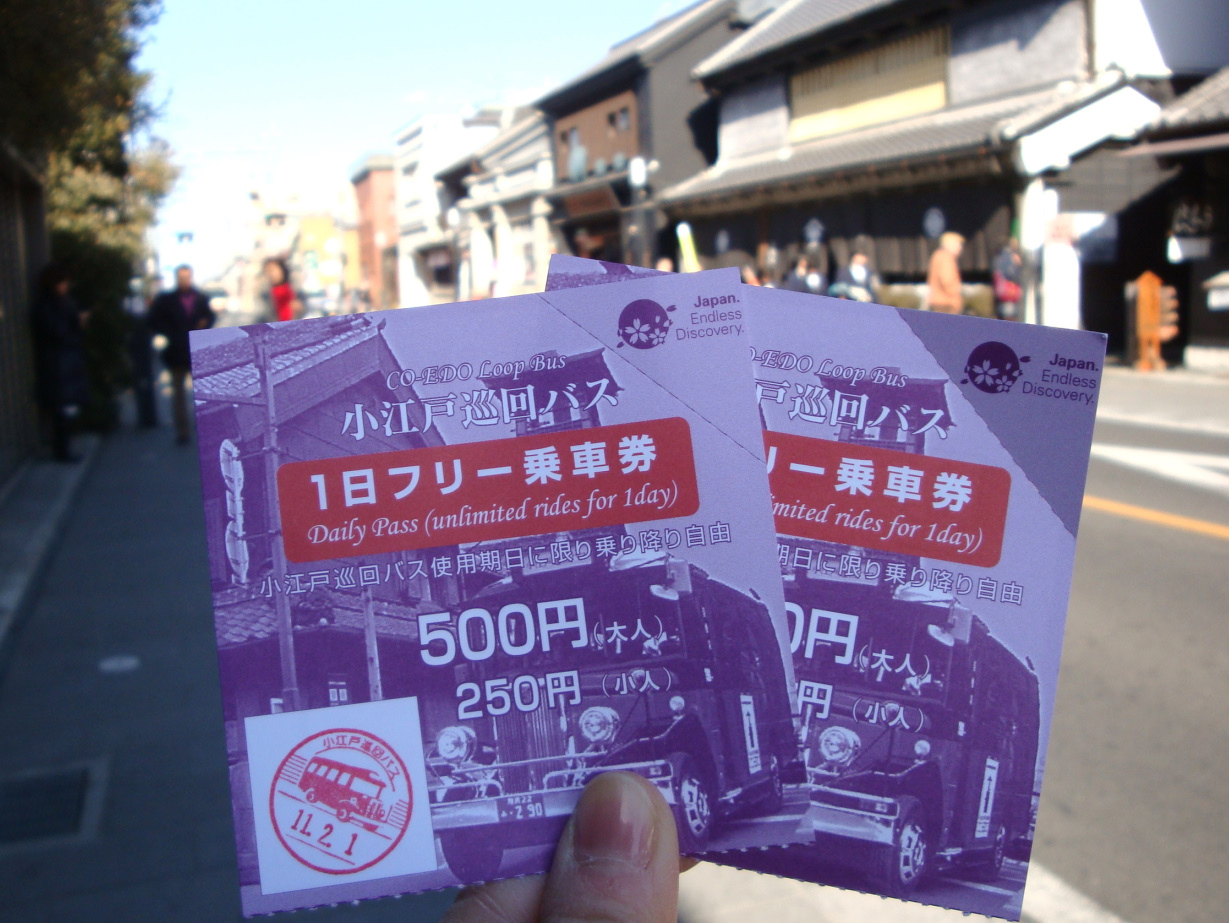 Japan.
Endless
Discovery.
CO-EDO Loop Bus
小江戸巡回バス
1日フリー乗車券
Daily Pass (unlimited rides for 1day)
小江戸巡回バス使用期日に限り乗り降り自由
500円(大人)
250円(小人)
小江戸巡回バス
11.2.1
Japan.
Endless
Discovery.
O-EDO Loop Bus
戸巡回バス
リー乗車券
imited rides for 1day)
期日に限り乗り降り自由
0円(大人)
円(小人)